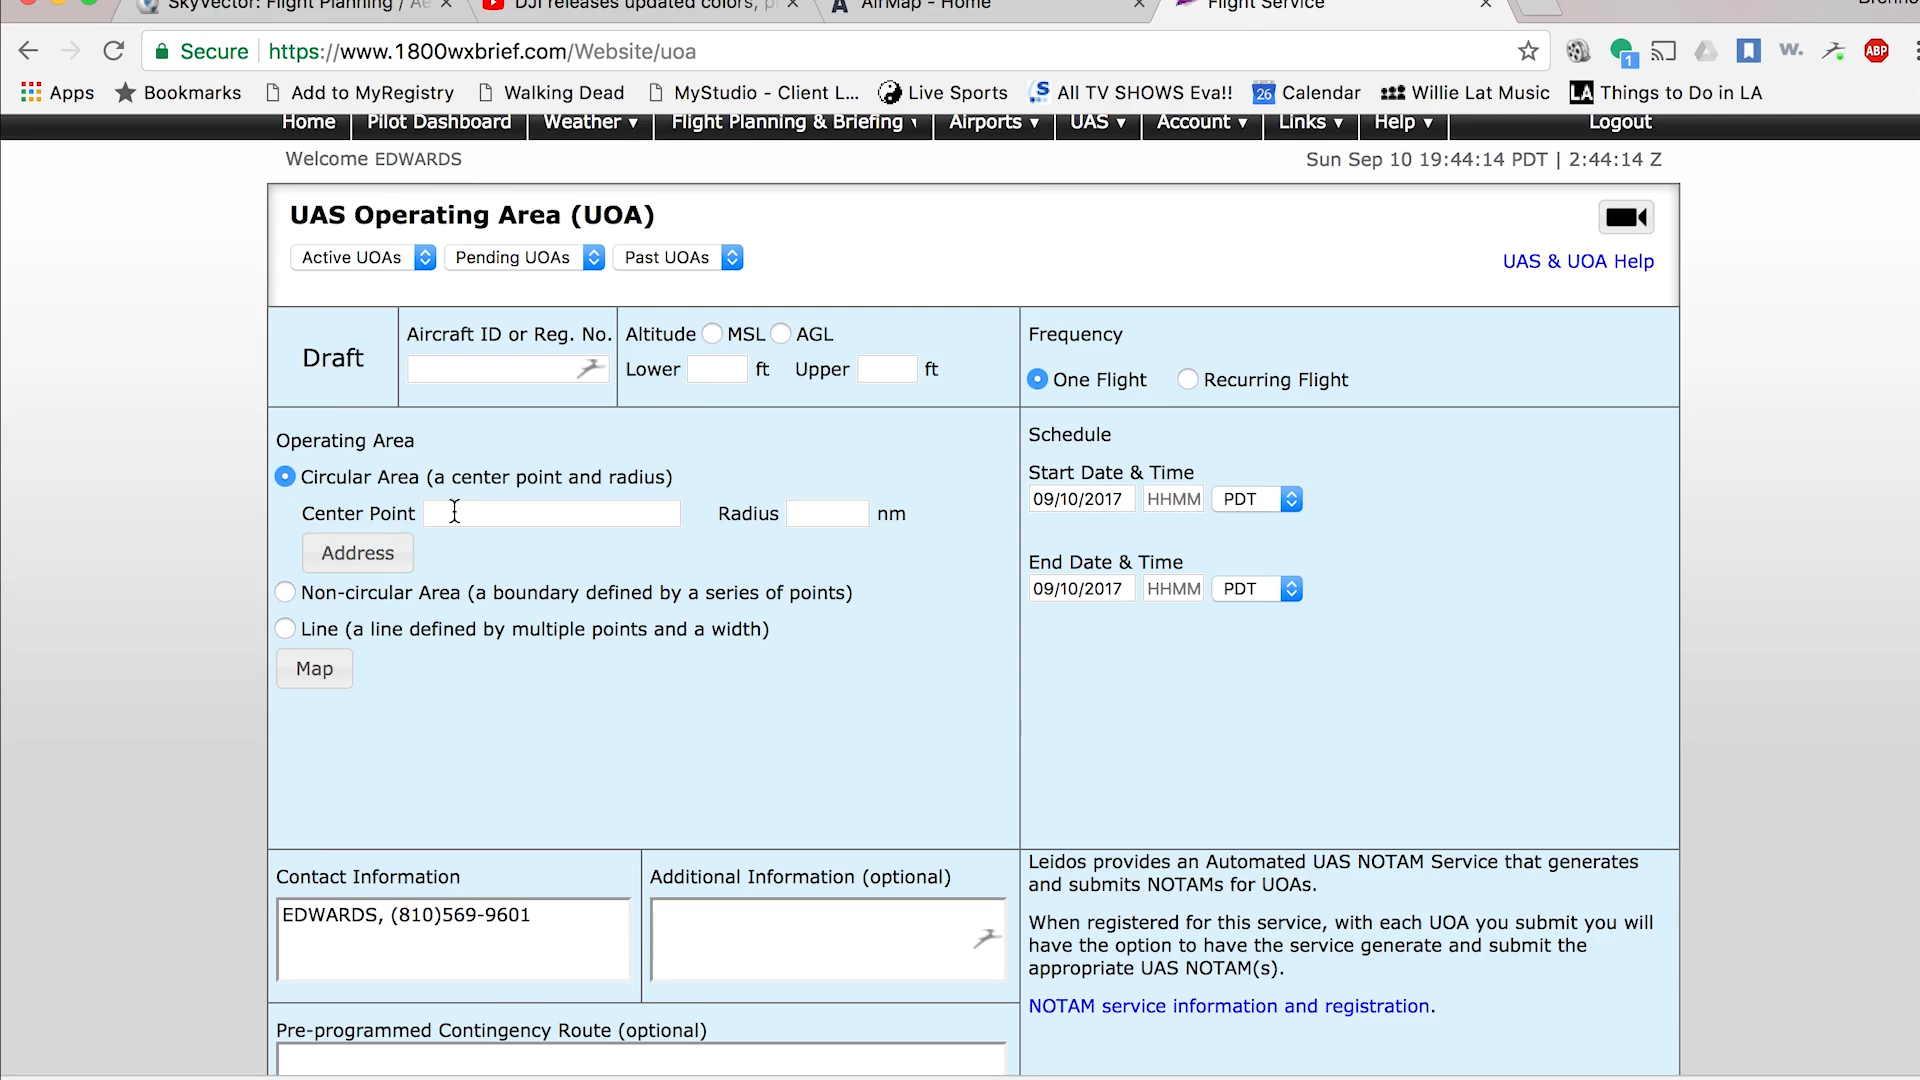 SkyVector: Flight Planning / Ae
DJI releases updated colors, p
AirMap - Home
Flight Service
Secure
https://www.1800wxbrief.com/Website/uoa
1
W.
ABP
Apps
Bookmarks
Add to MyRegistry
Walking Dead
MyStudio - Client L...
Live Sports
S
All TV SHOWS Eva!!
26
Calendar
Willie Lat Music
LA
Things to Do in LA
Home
Pilot Dashboard
Weather
Flight Planning & Briefing
Airports
UAS
Account
Links
Help
Logout
Welcome EDWARDS
Sun Sep 10 19:44:14 PDT | 2:44:14 Z
UAS Operating Area (UOA)
Active UOAs
Pending UOAs
Past UOAs
UAS & UOA Help
Draft
Aircraft ID or Reg. No.
Altitude MSL AGL
Lower ft Upper ft
Frequency
One Flight Recurring Flight
Operating Area
Circular Area (a center point and radius)
Center Point Radius nm
Address
Non-circular Area (a boundary defined by a series of points)
Line (a line defined by multiple points and a width)
Map
Schedule
Start Date & Time
09/10/2017 HHMM PDT
End Date & Time
09/10/2017 HHMM PDT
Contact Information
EDWARDS, (810)569-9601
Additional Information (optional)
Leidos provides an Automated UAS NOTAM Service that generates
and submits NOTAMs for UOAs.
When registered for this service, with each UOA you submit you will
have the option to have the service generate and submit the
appropriate UAS NOTAM(s).
NOTAM service information and registration.
Pre-programmed Contingency Route (optional)